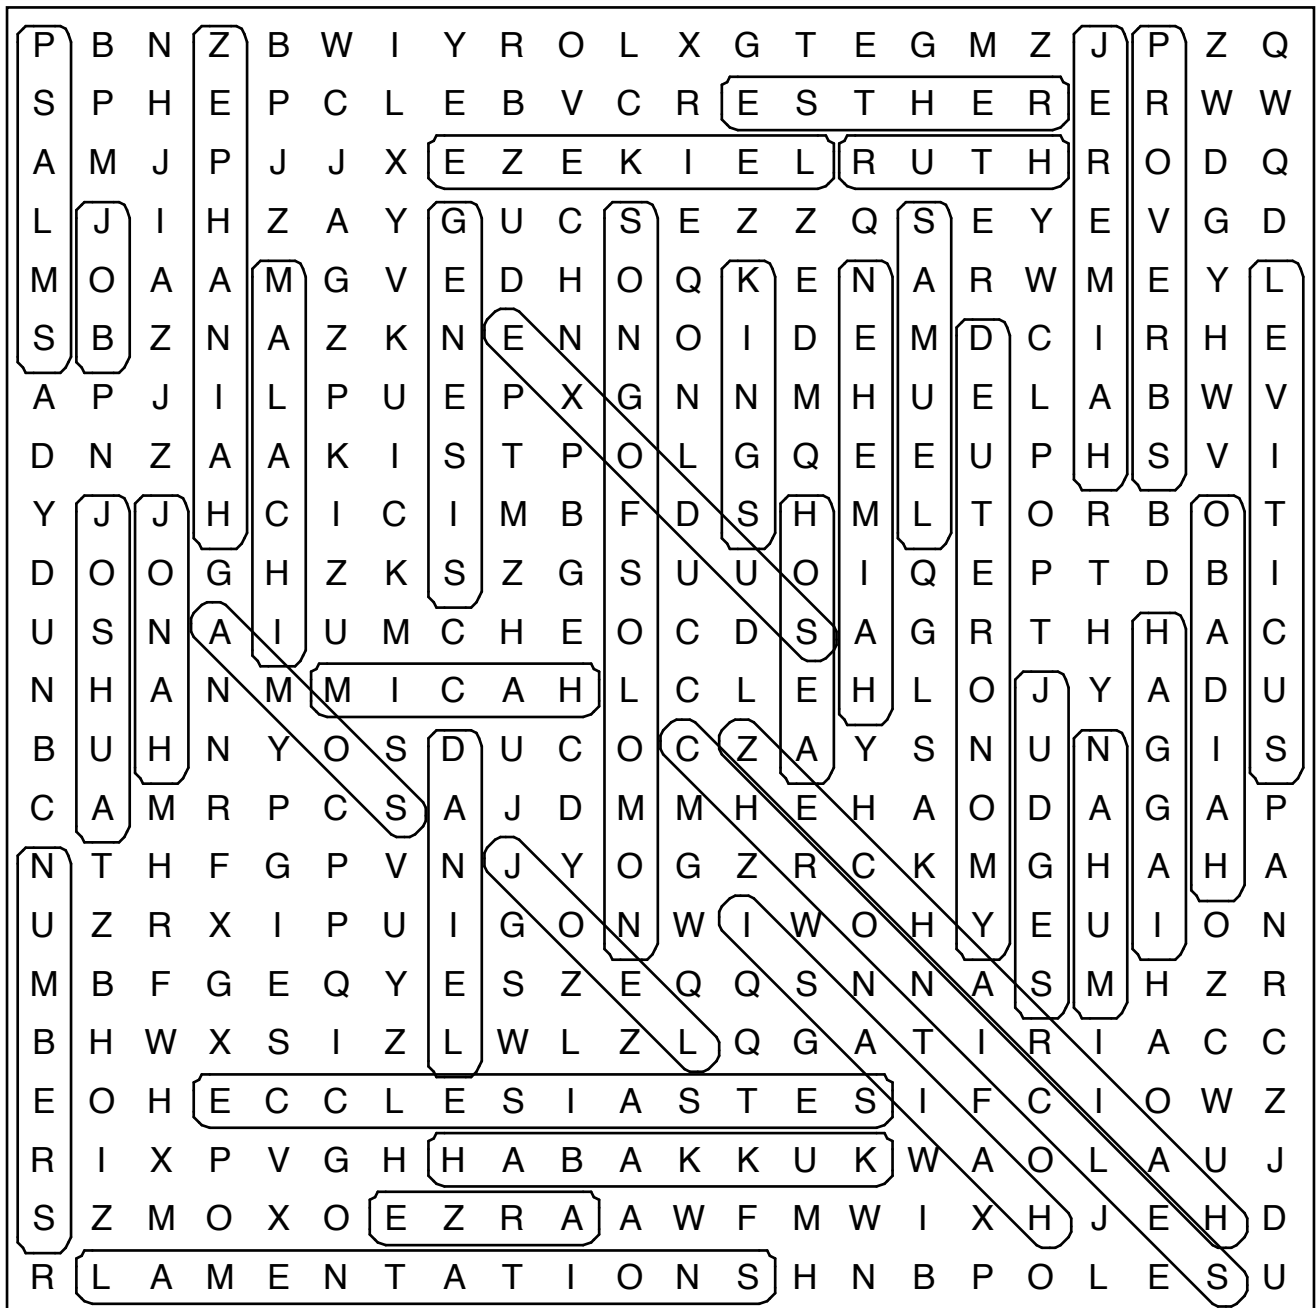 P B N Z B W I Y R O L X G T E G M Z J P Z Q
S P H E P C L E B V C R E S T H E R E R W W
A M J P J J X E Z E K I E L R U T H R O D Q
L J I H Z A Y G U C S E Z Z Q S E Y E V G D
M O A A M G V E D H O Q K E N A R W M E Y L
S B Z N A Z K N E N N O I D E M D C I R H E
A P J I L P U E P X G N N M H U E L A B W V
D N Z A A K I S T P O L G Q E E U P H S V I
Y J J H C I C I M B F D S H M L T O R B O T
D O O G H Z K S Z G S U U O I Q E P T D B I
U S N A I U M C H E O C D S A G R T H H A C
N H A N M M I C A H L C L E H L O J Y A D U
B U H N Y O S D U C O C Z A Y S N U N G I S
C A M R P C S A J D M M H E H A O D A G A P
N T H F G P V N J Y O G Z R C K M G H A H A
U Z R X I P U I G O N W I W O H Y E U I O N
M B F G E Q Y E S Z E Q Q S N N A S M H Z R
B H W X S I Z L W L Z L Q G A T I R I A C C
E O H E C C L E S I A S T E S I F C I O W Z
R I X P V G H H A B A K K U K W A O L A U J
S Z M O X O E Z R A A W F M W I X H J E H D
R L A M E N T A T I O N S H N B P O L E S U